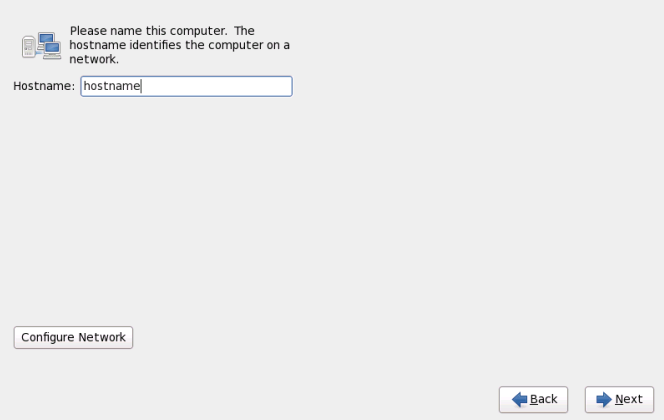 Please name this computer.  The
hostname identifies the computer on a
network.
Hostname: hostname
Configure Network
Back
Next